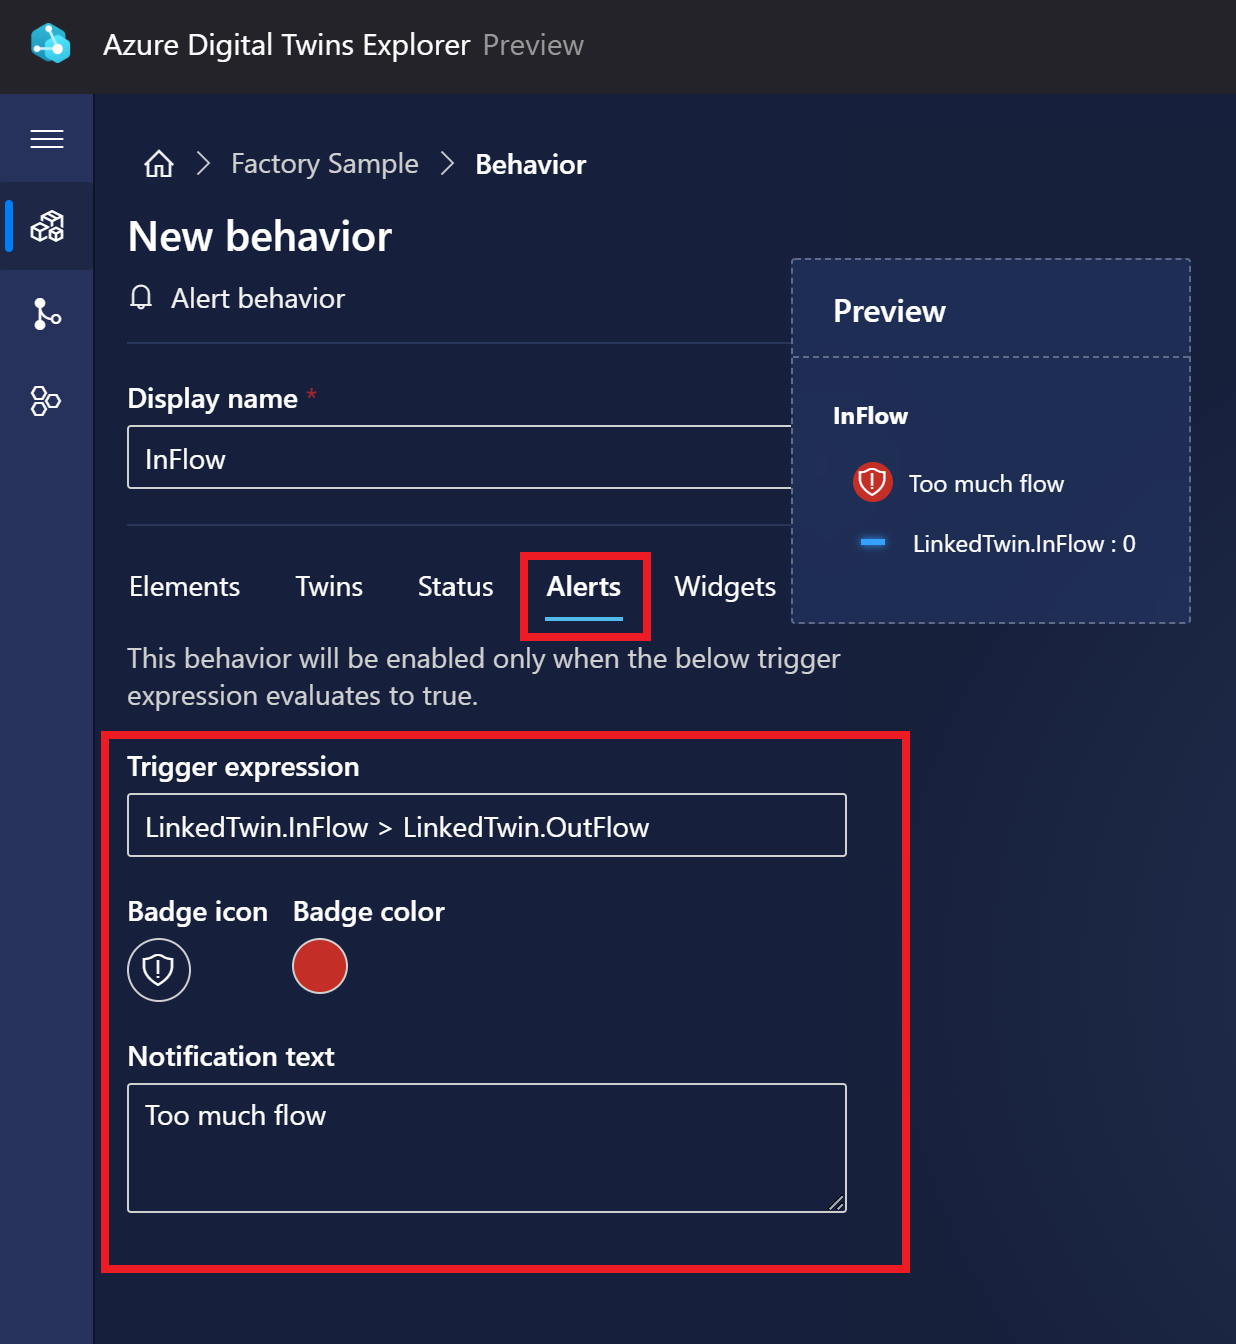 Azure Digital Twins Explorer Preview
Factory Sample
Behavior
New behavior
Alert behavior
Display name *
InFlow
Preview
InFlow
Too much flow
LinkedTwin.InFlow : 0
Elements
Twins
Status
Alerts
Widgets
This behavior will be enabled only when the below trigger
expression evaluates to true.
Trigger expression
LinkedTwin.InFlow > LinkedTwin.OutFlow
Badge icon
Badge color
Notification text
Too much flow